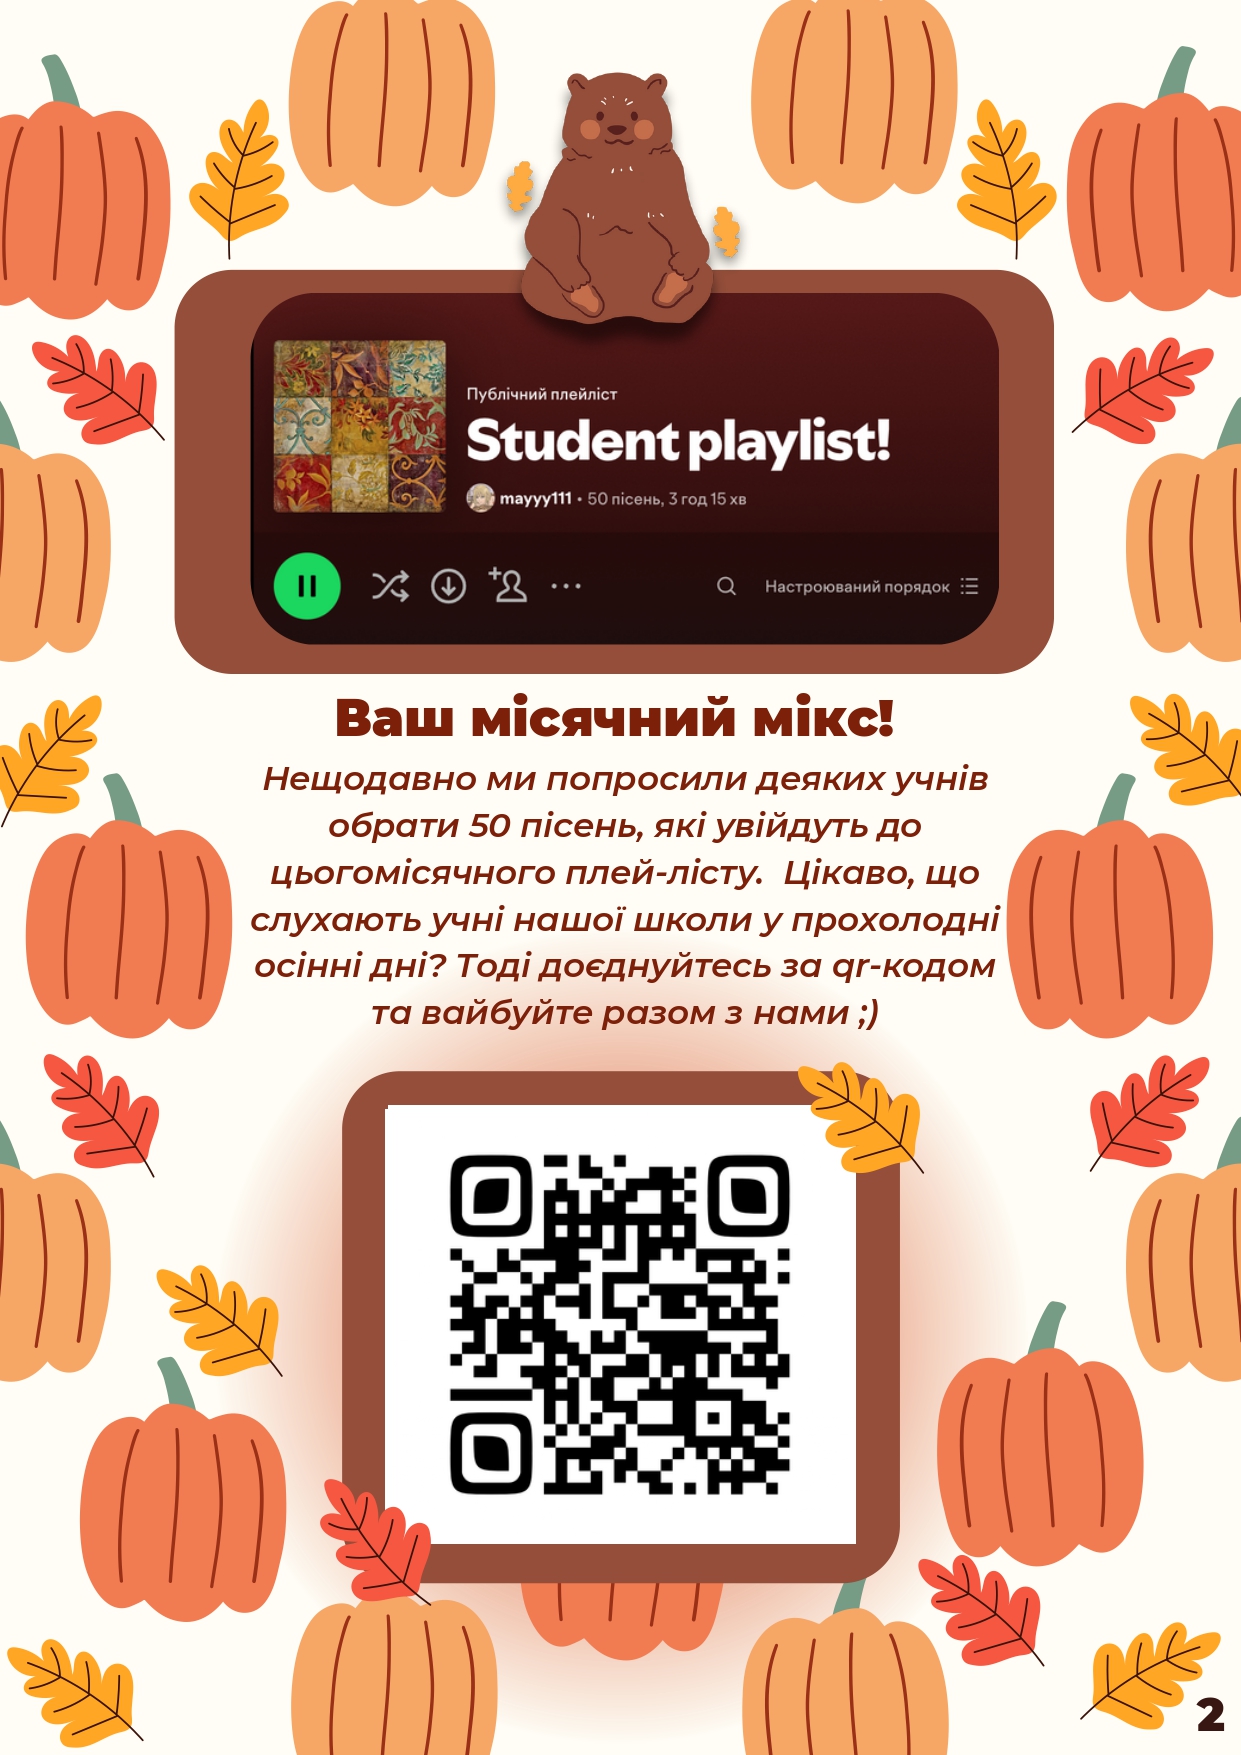 Публічний плейліст
Student playlist!
mayyy111 • 50 пісень, 3 год 15 хв
Настроюваний порядок
Ваш місячний мікс!
Нещодавно ми попросили деяких учнів
обрати 50 пісень, які увійдуть до
цьогомісячного плей-лісту.  Цікаво, що
слухають учні нашої школи у прохолодні
осінні дні? Тоді доєднуйтесь за qr-кодом
та вайбуйте разом з нами ;)
2